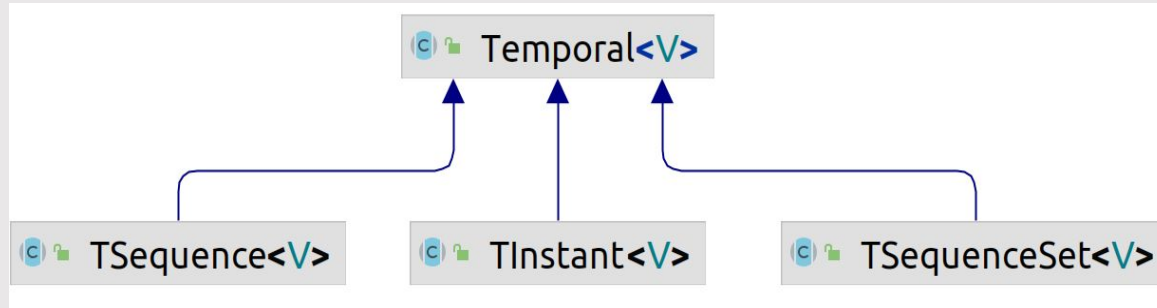 C Temporal<V>
C TSequence<V> C TInstant<V> C TSequenceSet<V>